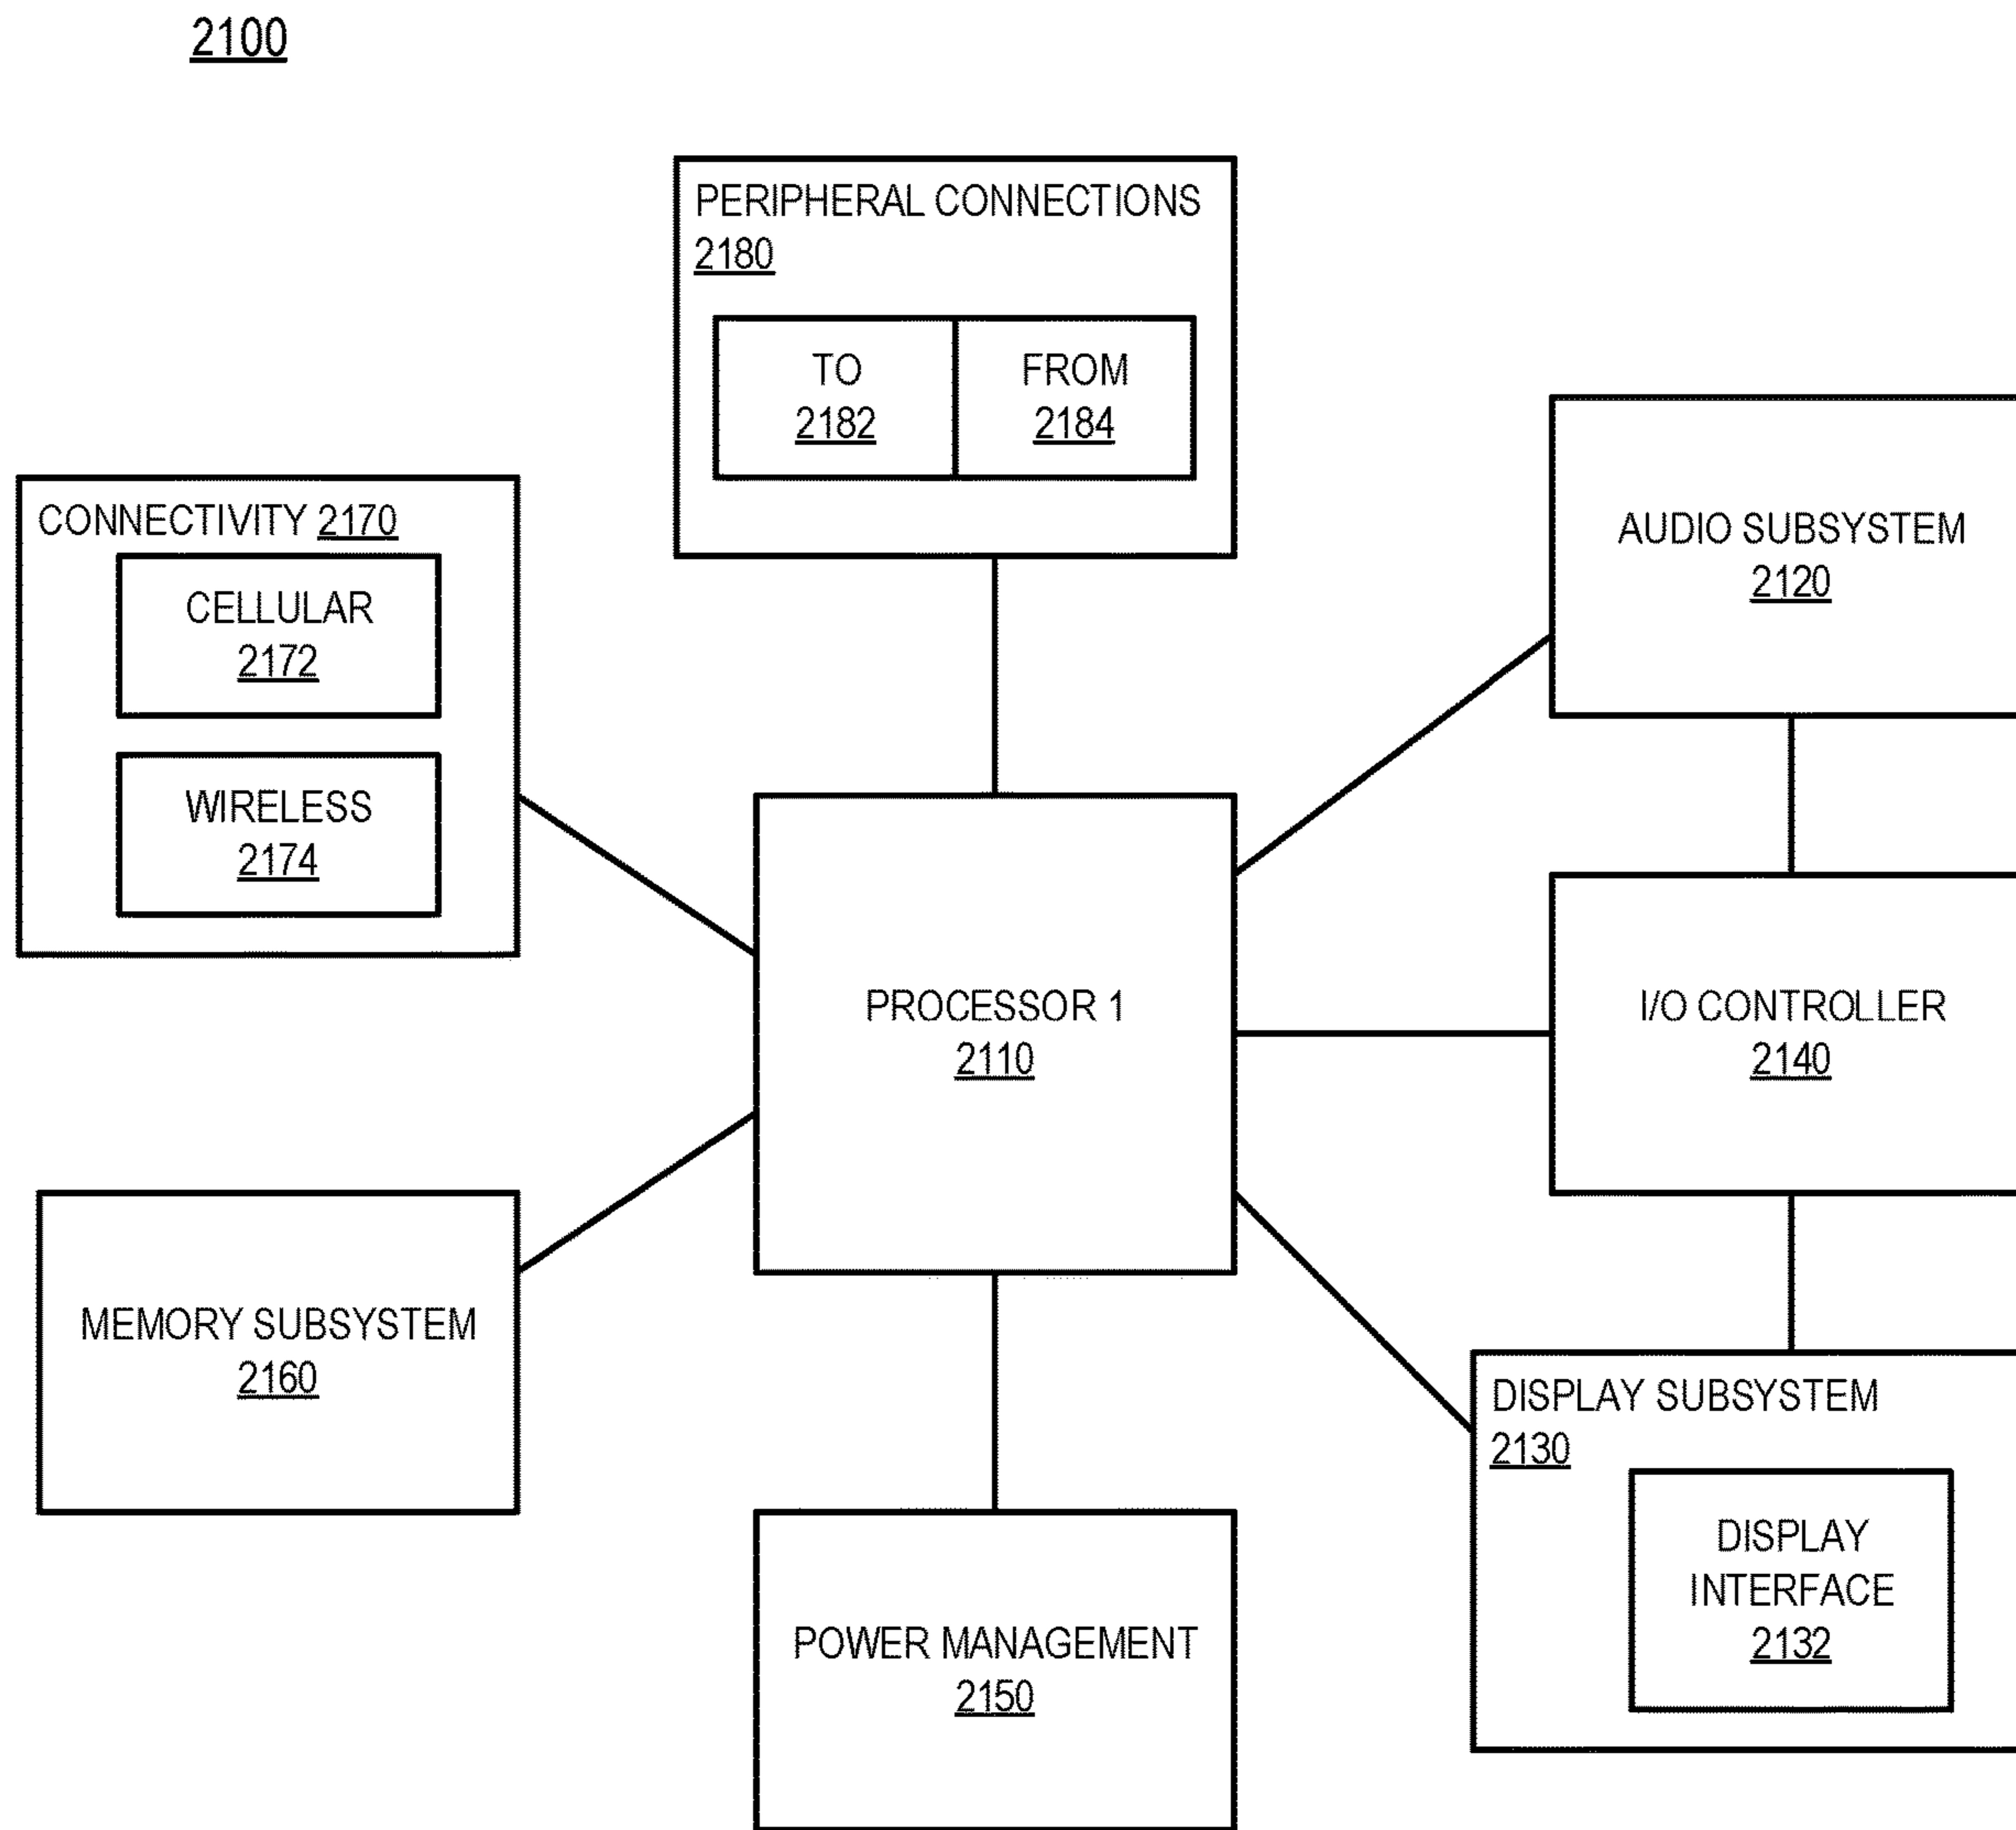 2100
PERIPHERAL CONNECTIONS
2180
TO
2182
FROM
2184
AUDIO SUBSYSTEM
2120
CONNECTIVITY 2170
CELLULAR
2172
WIRELESS
2174
PROCESSOR 1
2110
I/O CONTROLLER
2140
MEMORY SUBSYSTEM
2160
DISPLAY SUBSYSTEM
2130
DISPLAY
INTERFACE
2132
POWER MANAGEMENT
2150